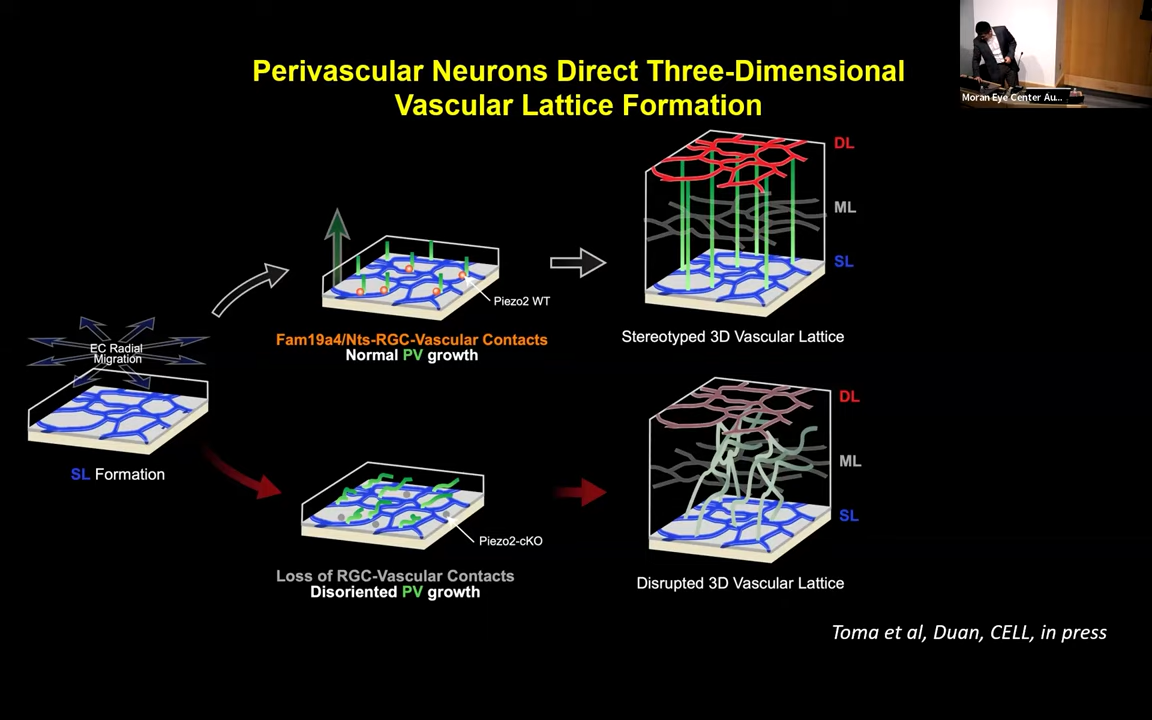 Perivascular Neurons Direct Three-Dimensional
Vascular Lattice Formation
Moran Eye Center Au...
EC Radial
Migration
SL Formation
Piezo2 WT
Fam19a4/Nts-RGC-Vascular Contacts
Normal PV growth
DL
ML
SL
Stereotyped 3D Vascular Lattice
Piezo2-cKO
Loss of RGC-Vascular Contacts
Disoriented PV growth
DL
ML
SL
Disrupted 3D Vascular Lattice
Toma et al, Duan, CELL, in press